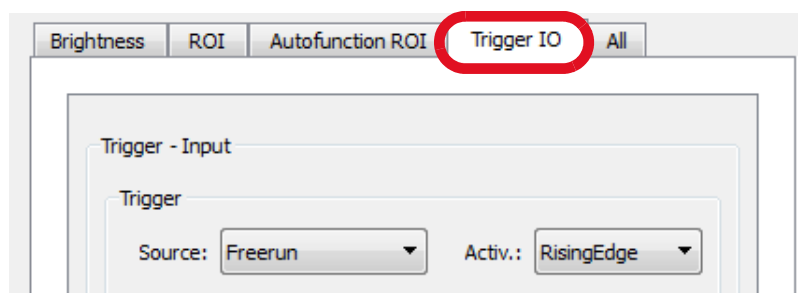 Brightness ROI Autofunction ROI Trigger IO All
Trigger - Input
Trigger
Source: Freerun Activ.: RisingEdge